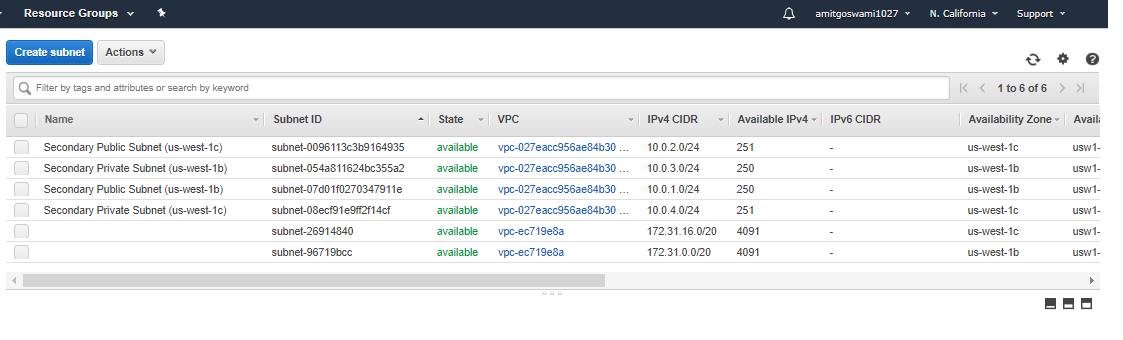 Resource Groups amitgoswami1027 N. California Support
Create subnet Actions
Filter by tags and attributes or search by keyword 1 to 6 of 6
Name Subnet ID State VPC IPv4 CIDR Available IPv4 IPv6 CIDR Availability Zone Availa
Secondary Public Subnet (us-west-1c) subnet-0096113c3b9164935 available vpc-027eacc956ae84b30 ... 10.0.2.0/24 251 - us-west-1c usw1-
Secondary Private Subnet (us-west-1b) subnet-054a811624bc355a2 available vpc-027eacc956ae84b30 ... 10.0.3.0/24 250 - us-west-1b usw1-
Secondary Public Subnet (us-west-1b) subnet-07d01f0270347911e available vpc-027eacc956ae84b30 ... 10.0.1.0/24 250 - us-west-1b usw1-
Secondary Private Subnet (us-west-1c) subnet-08ecf91e9ff2f14cf available vpc-027eacc956ae84b30 ... 10.0.4.0/24 251 - us-west-1c usw1-
subnet-26914840 available vpc-ec719e8a 172.31.16.0/20 4091 - us-west-1c usw1-
subnet-96719bcc available vpc-ec719e8a 172.31.0.0/20 4091 - us-west-1b usw1-